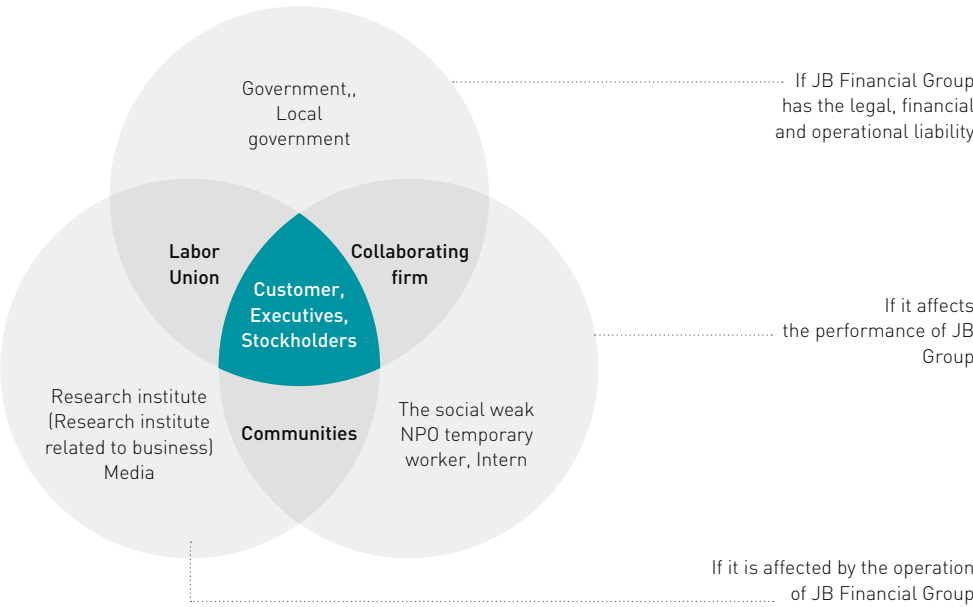 Government,,
Local
government
If JB Financial Group
has the legal, financial
and operational liability
Labor
Union
Collaborating
firm
Customer,
Executives,
Stockholders
If it affects
the performance of JB
Group
Research institute
(Research institute
related to business)
Media
Communities
The social weak
NPO temporary
worker, Intern
If it is affected by the operation
of JB Financial Group